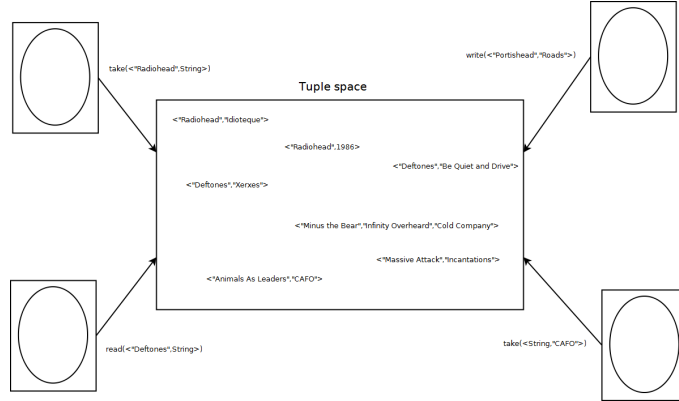 write(<"Portishead","Roads">)
take(<"Radiohead",String>)
Tuple space
<"Radiohead","Idioteque">
<"Radiohead",1986>
<"Deftones","Be Quiet and Drive">
<"Deftones","Xerxes">
<"Minus the Bear","Infinity Overheard","Cold Company">
<"Massive Attack","Incantations">
<"Animals As Leaders","CAFO">
take(<String,"CAFO">)
read(<"Deftones",String>)